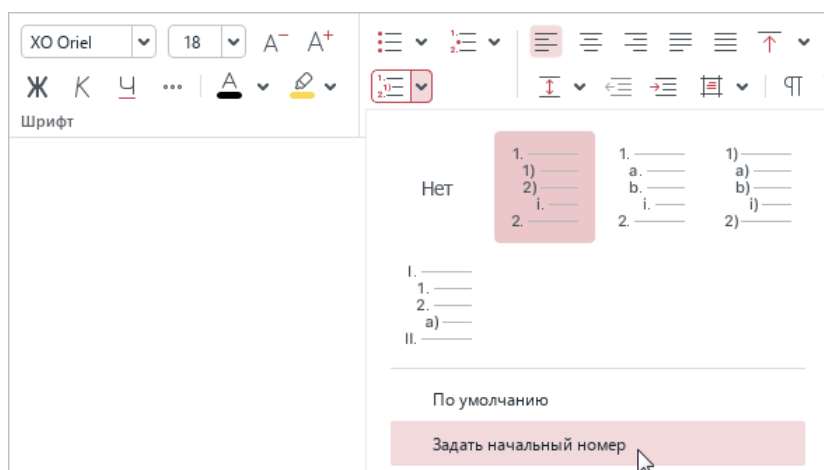 XO Oriel 18 A⁻ A⁺
Ж К Ч ••• A ¶
Шрифт
Нет
1.
1)
2)
i.
2.
1.
a.
b.
i.
2.
1)
a)
b)
i)
2)
I.
1.
2.
a)
II.
По умолчанию
Задать начальный номер